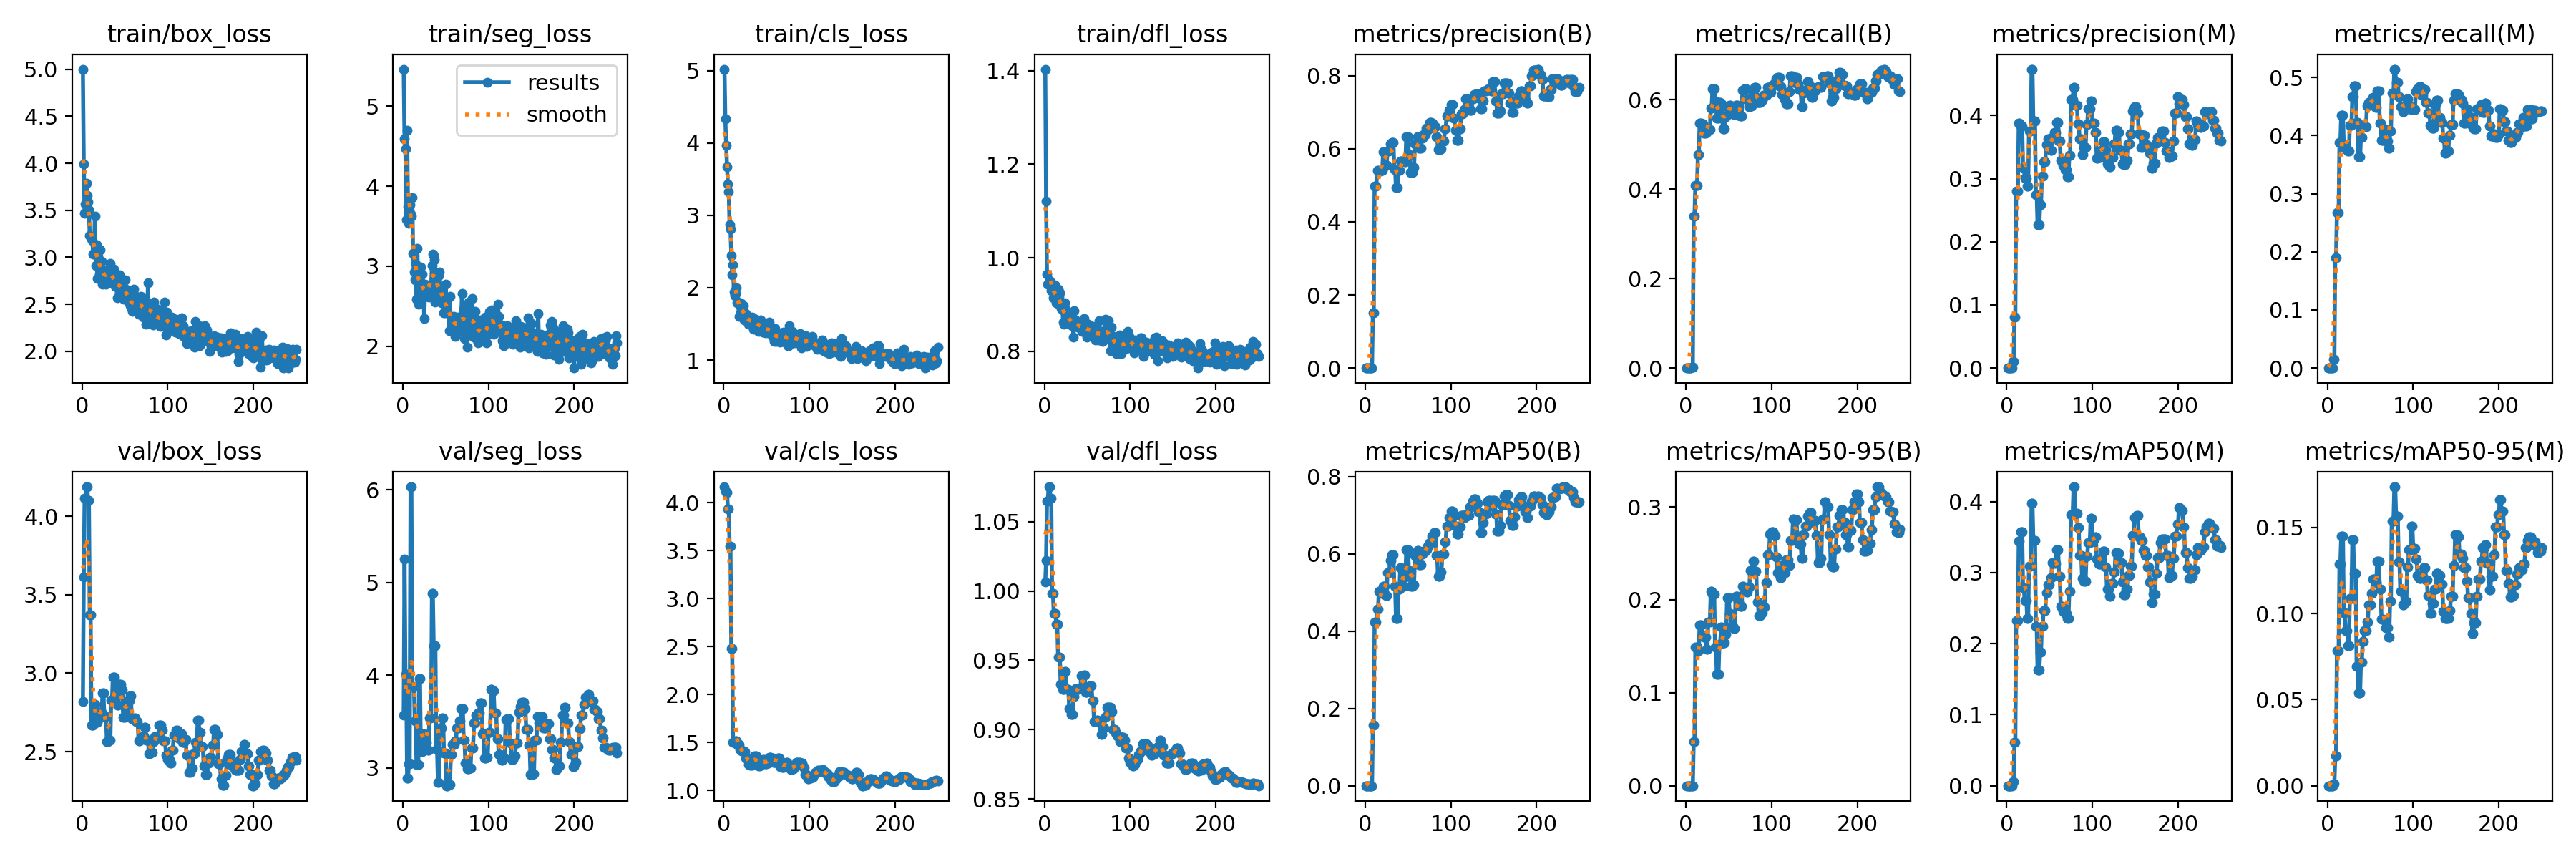 train/box_loss
5.0
4.5
4.0
3.5
3.0
2.5
2.0
0 100 200
train/seg_loss
results
smooth
5
4
3
2
0 100 200
train/cls_loss
5
4
3
2
1
0 100 200
train/dfl_loss
1.4
1.2
1.0
0.8
0 100 200
metrics/precision(B)
0.8
0.6
0.4
0.2
0.0
0 100 200
metrics/recall(B)
0.6
0.4
0.2
0.0
0 100 200
metrics/precision(M)
0.4
0.3
0.2
0.1
0.0
0 100 200
metrics/recall(M)
0.5
0.4
0.3
0.2
0.1
0.0
0 100 200
val/box_loss
4.0
3.5
3.0
2.5
0 100 200
val/seg_loss
6
5
4
3
0 100 200
val/cls_loss
4.0
3.5
3.0
2.5
2.0
1.5
1.0
0 100 200
val/dfl_loss
1.05
1.00
0.95
0.90
0.85
0 100 200
metrics/mAP50(B)
0.8
0.6
0.4
0.2
0.0
0 100 200
metrics/mAP50-95(B)
0.3
0.2
0.1
0.0
0 100 200
metrics/mAP50(M)
0.4
0.3
0.2
0.1
0.0
0 100 200
metrics/mAP50-95(M)
0.15
0.10
0.05
0.00
0 100 200